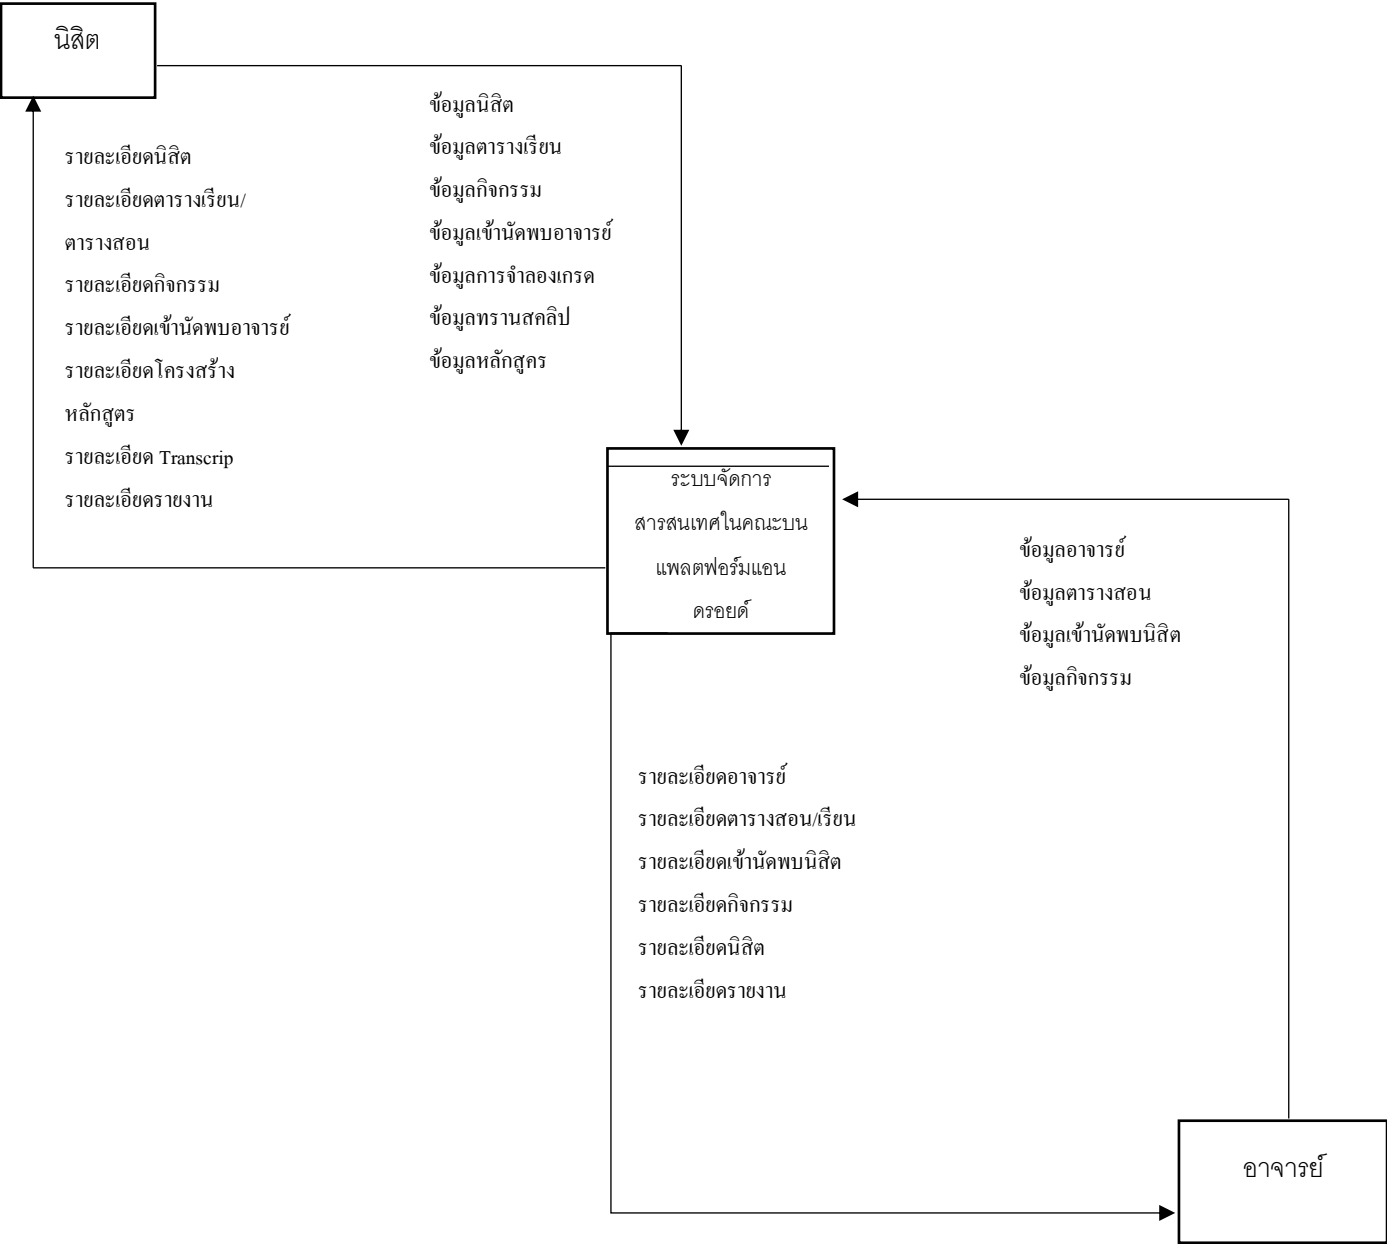 นิสิต
ข้อมูลนิสิต
ข้อมูลตารางเรียน
ข้อมูลกิจกรรม
ข้อมูลเข้านัดพบอาจารย์
ข้อมูลการจำลองเกรด
ข้อมูลทรานสคลิป
ข้อมูลหลักสูคร
รายละเอียดนิสิต
รายละเอียดตารางเรียน/
ตารางสอน
รายละเอียดกิจกรรม
รายละเอียดเข้านัดพบอาจารย์
รายละเอียดโครงสร้าง
หลักสูตร
รายละเอียด Transcrip
รายละเอียดรายงาน
ระบบจัดการ
สารสนเทศในคณะบน
แพลตฟอร์มแอน
ดรอยด์
ข้อมูลอาจารย์
ข้อมูลตารางสอน
ข้อมูลเข้านัดพบนิสิต
ข้อมูลกิจกรรม
รายละเอียดอาจารย์
รายละเอียดตารางสอน/เรียน
รายละเอียดเข้านัดพบนิสิต
รายละเอียดกิจกรรม
รายละเอียดนิสิต
รายละเอียดรายงาน
อาจารย์